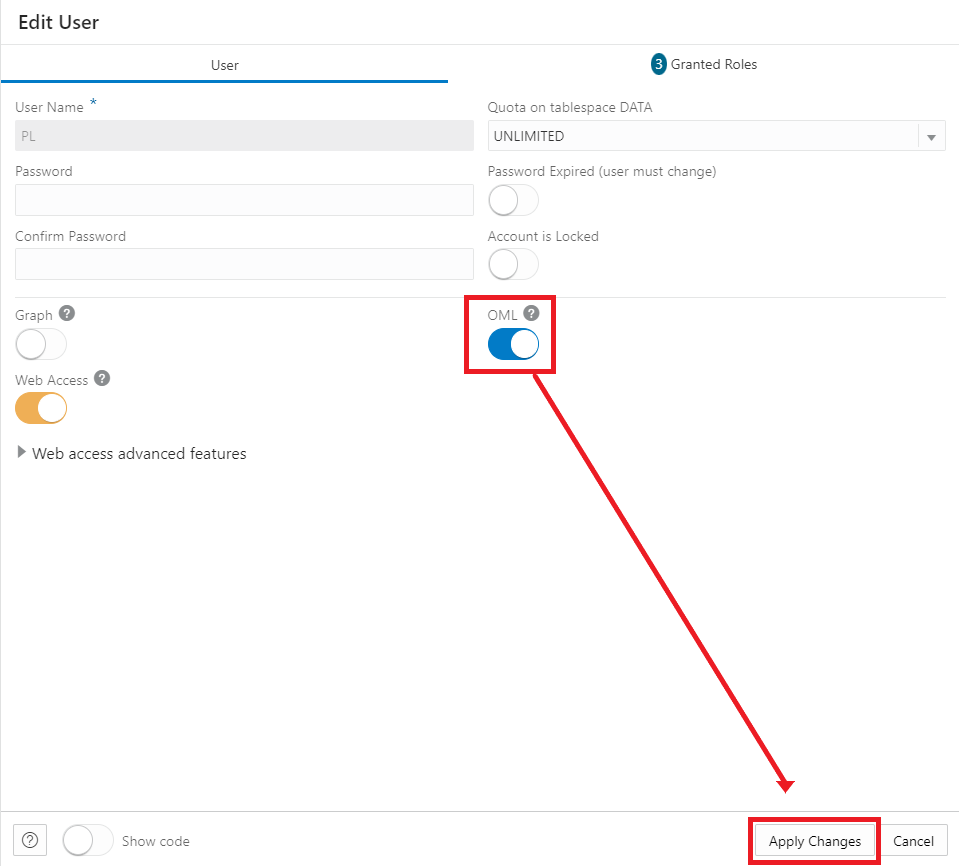 Edit User
User
3 Granted Roles
User Name *
Quota on tablespace DATA
PL
UNLIMITED
Password
Password Expired (user must change)
Confirm Password
Account is Locked
Graph ?
OML ?
Web Access ?
Web access advanced features
? Show code
Apply Changes
Cancel